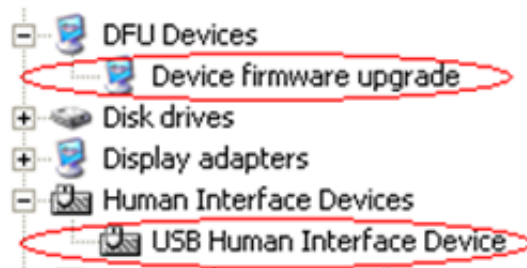 DFU Devices
Device firmware upgrade
Disk drives
Display adapters
Human Interface Devices
USB Human Interface Device